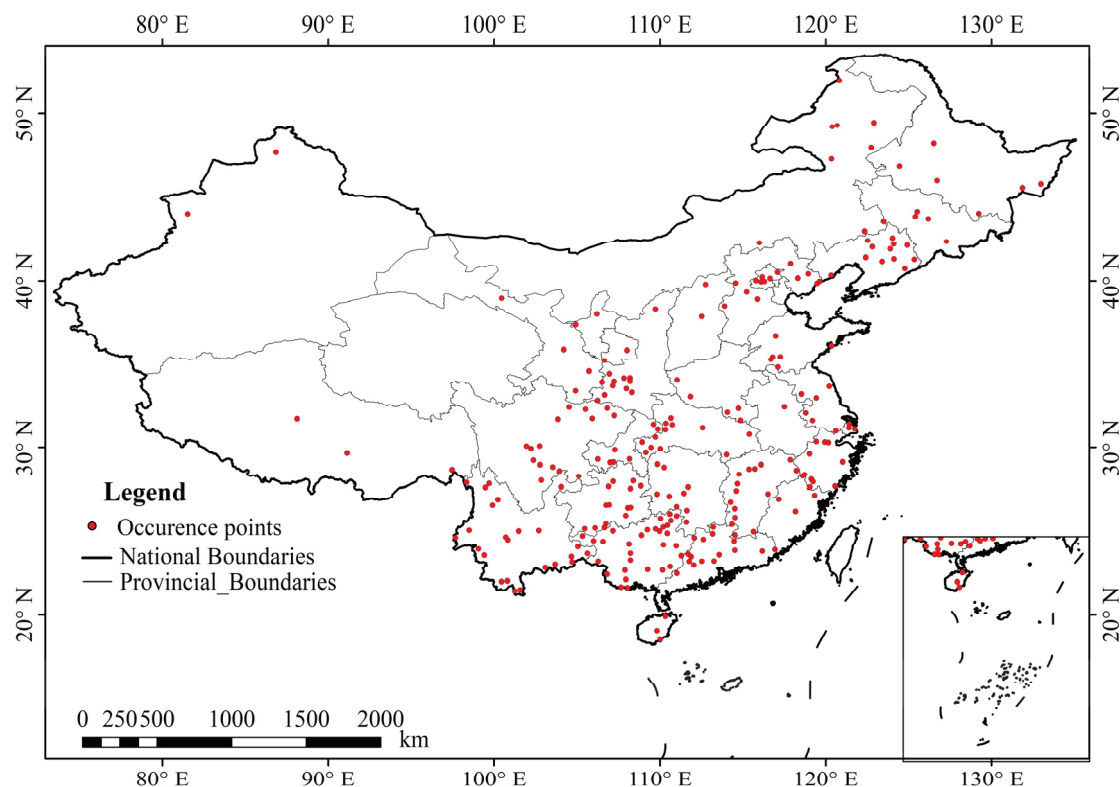 80° E 90° E 100° E 110° E 120° E 130° E
50° N 50° N
40° N 40° N
30° N 30° N
20° N 20° N
Legend
Occurence points
National Boundaries
Provincial_Boundaries
0 250 500 1000 1500 2000
km
80° E 90° E 100° E 110° E 120° E 130° E